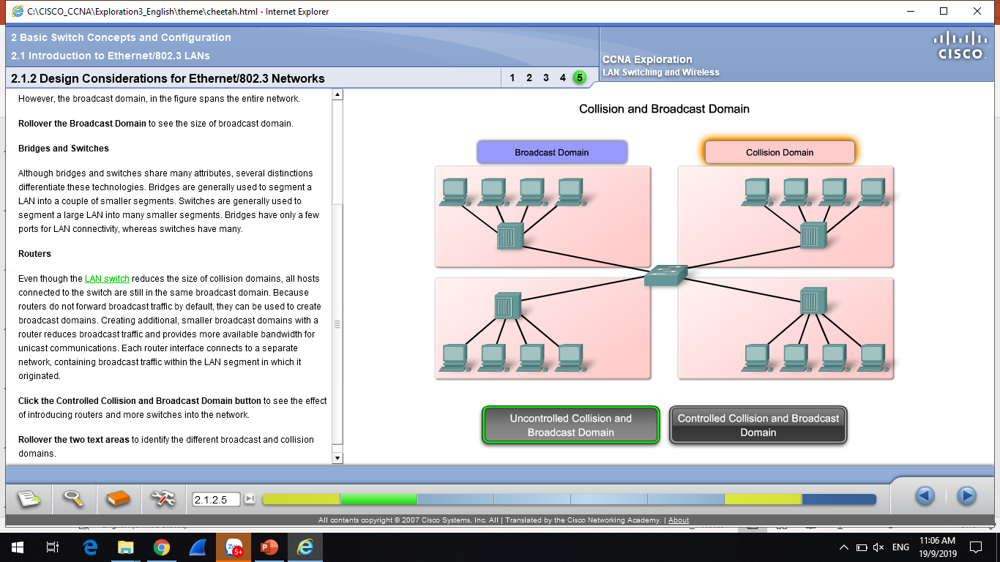 C:\CISCO_CCNA\Exploration3_English\theme\cheetah.html - Internet Explorer
2 Basic Switch Concepts and Configuration
2.1 Introduction to Ethernet/802.3 LANs
CCNA Exploration
LAN Switching and Wireless
CISCO
2.1.2 Design Considerations for Ethernet/802.3 Networks
1 2 3 4 5
However, the broadcast domain, in the figure spans the entire network.
Rollover the Broadcast Domain to see the size of broadcast domain.
Bridges and Switches
Although bridges and switches share many attributes, several distinctions
differentiate these technologies. Bridges are generally used to segment a
LAN into a couple of smaller segments. Switches are generally used to
segment a large LAN into many smaller segments. Bridges have only a few
ports for LAN connectivity, whereas switches have many.
Routers
Even though the LAN switch reduces the size of collision domains, all hosts
connected to the switch are still in the same broadcast domain. Because
routers do not forward broadcast traffic by default, they can be used to create
broadcast domains. Creating additional, smaller broadcast domains with a
router reduces broadcast traffic and provides more available bandwidth for
unicast communications. Each router interface connects to a separate
network, containing broadcast traffic within the LAN segment in which it
originated.
Click the Controlled Collision and Broadcast Domain button to see the effect
of introducing routers and more switches into the network.
Rollover the two text areas to identify the different broadcast and collision
domains.
Collision and Broadcast Domain
Broadcast Domain
Collision Domain
Uncontrolled Collision and
Broadcast Domain
Controlled Collision and Broadcast
Domain
2.1.2.5
All contents copyright © 2007 Cisco Systems, Inc. All | Translated by the Cisco Networking Academy. | About
5+
ENG
11:06 AM
19/9/2019